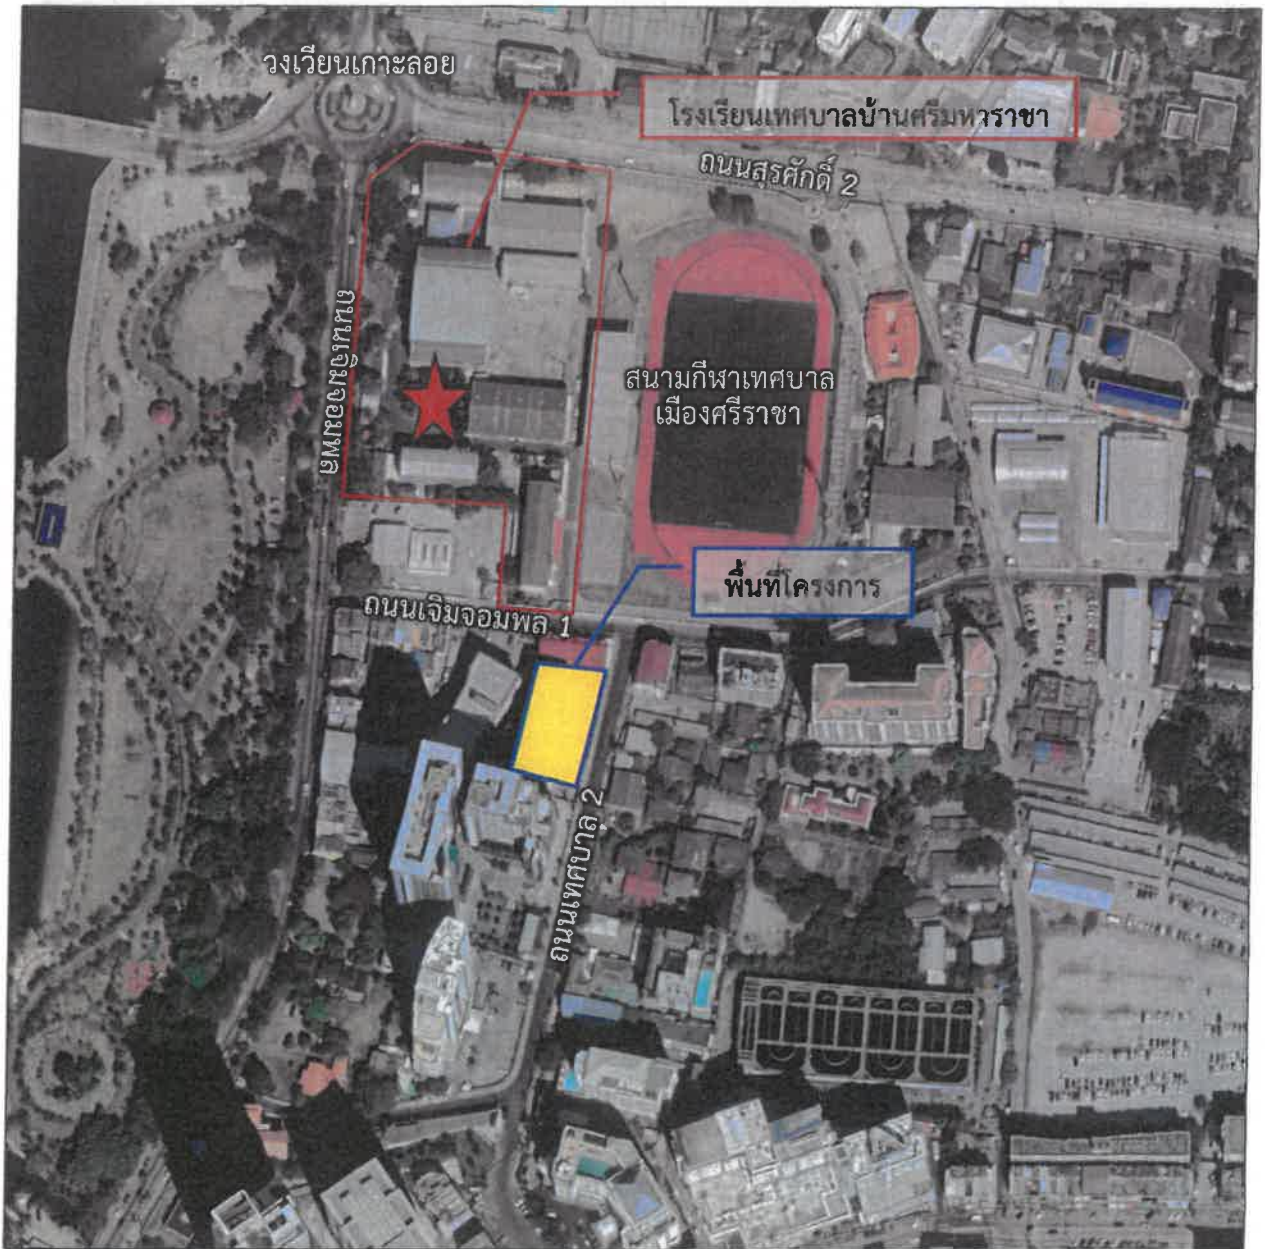 วงเวียนเกาะลอย
โรงเรียนเทศบาลบ้านศรีมหาราชา
ถนนสุรศักดิ์ 2
ถนนเจิมจอมพล
สนามกีฬาเทศบาล
เมืองศรีราชา
พื้นที่โครงการ
ถนนเจิมจอมพล 1
ถนนเทศบาล 2